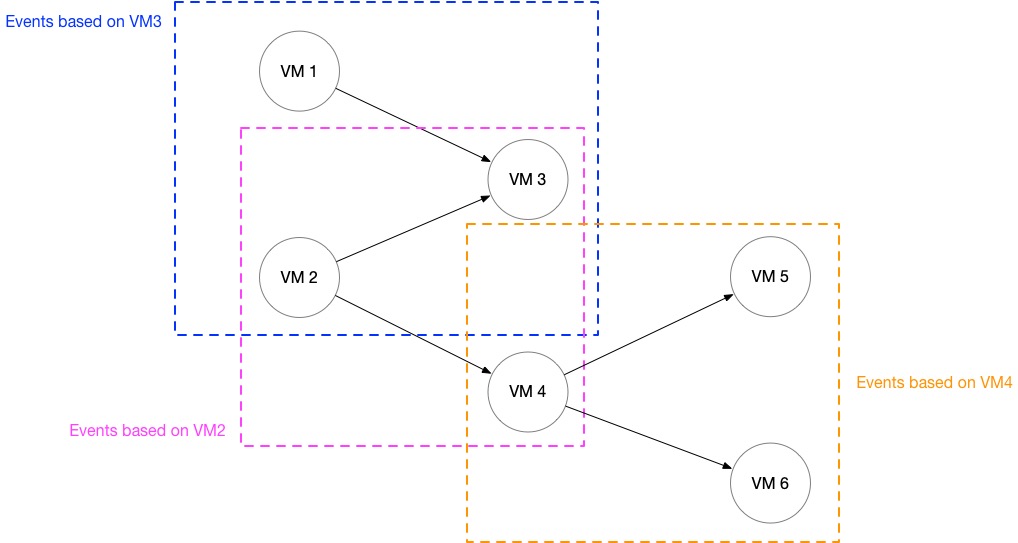 Events based on VM3
VM 1
VM 3
VM 2
VM 5
VM 4
Events based on VM4
Events based on VM2
VM 6